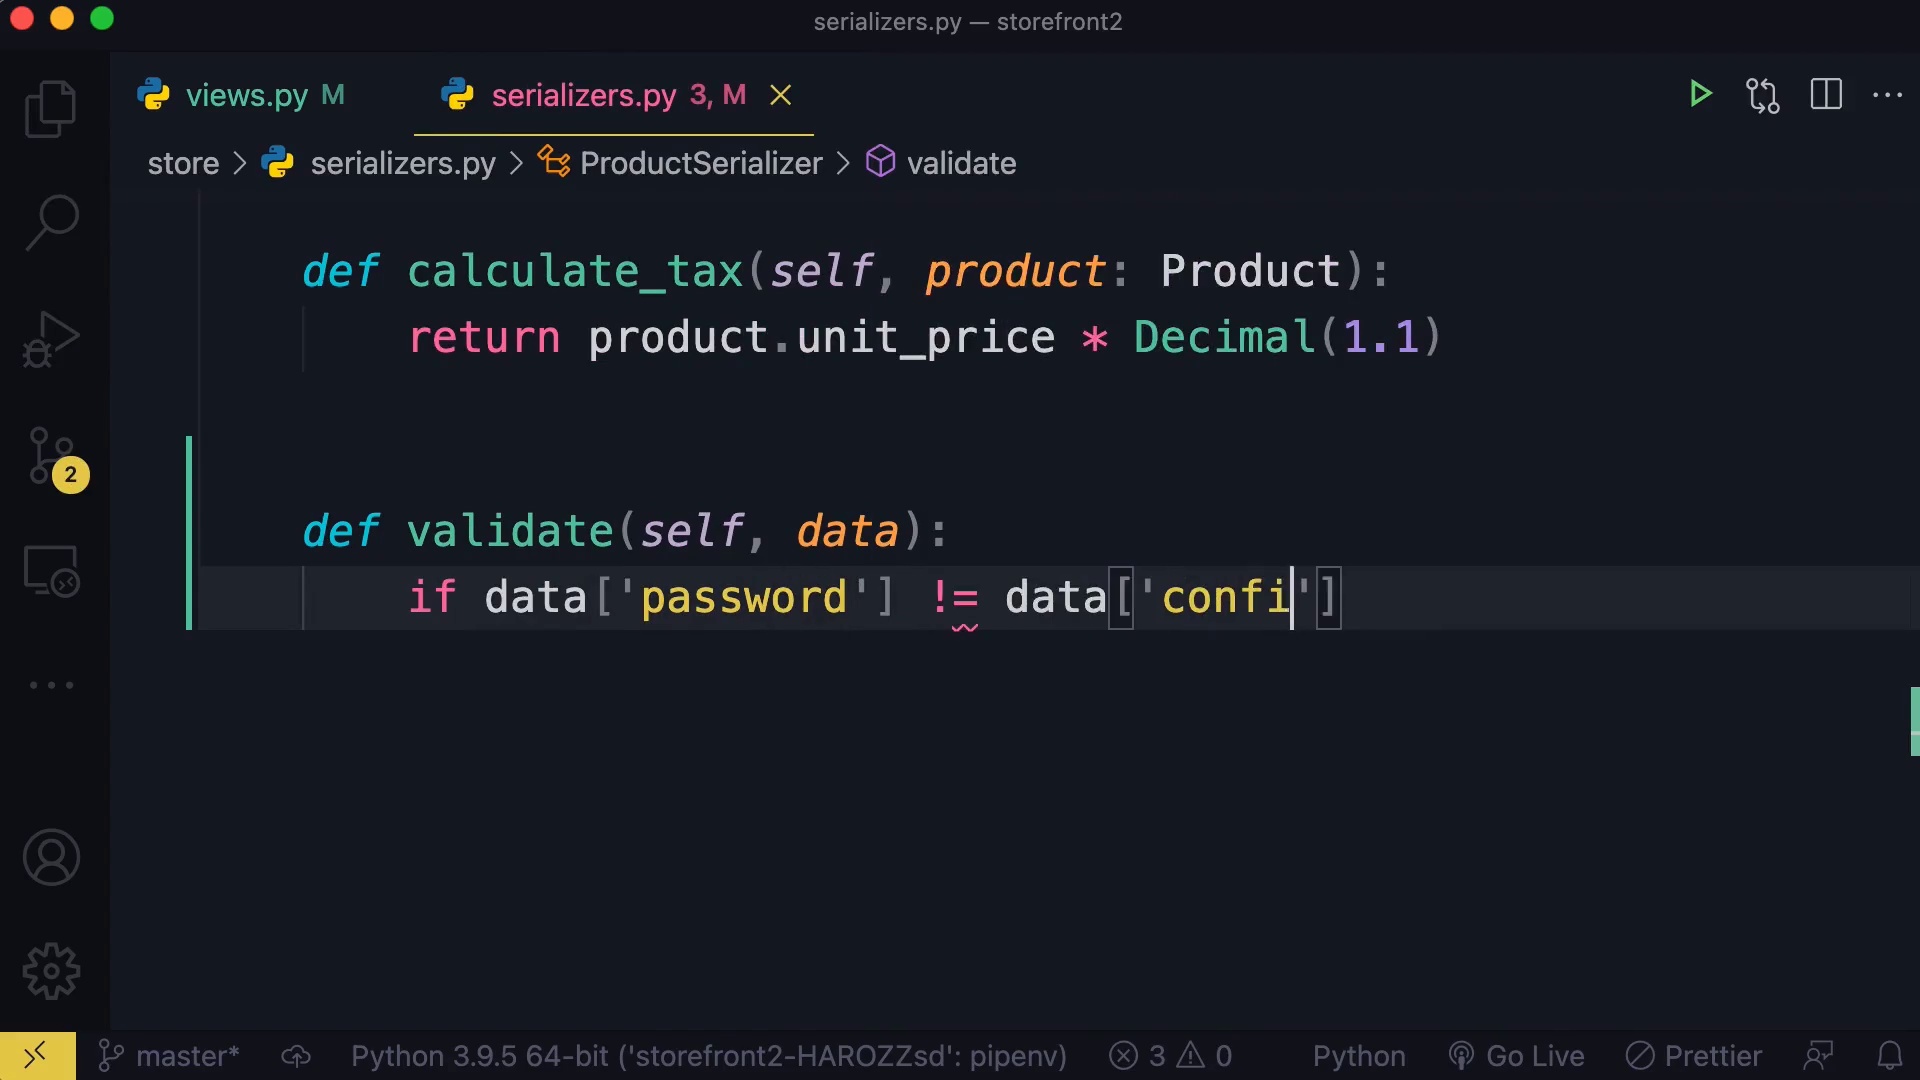 serializers.py — storefront2
views.py M
serializers.py 3, M
store > serializers.py > ProductSerializer > validate
def calculate_tax(self, product: Product):
return product.unit_price * Decimal(1.1)
def validate(self, data):
if data['password'] != data['confi']
2
master*
Python 3.9.5 64-bit ('storefront2-HAROZZsd': pipenv)
3
0
Python
Go Live
Prettier